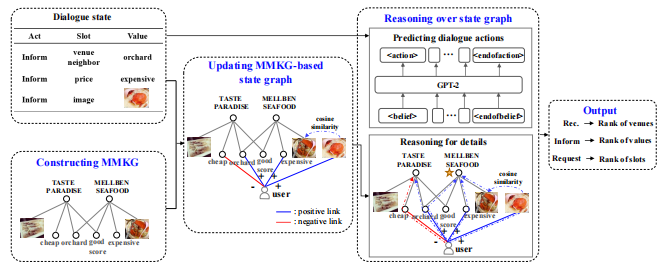 Dialogue state
Act Slot Value
Inform venue neighbor orchard
Inform price expensive
Inform image
Constructing MMKG
TASTE PARADISE
MELLBEN SEAFOOD
cheap orchard good score expensive
Updating MMKG-based state graph
TASTE PARADISE
MELLBEN SEAFOOD
cosine similarity
cheap orchard good score expensive
- + +
user
: positive link
: negative link
Reasoning over state graph
Predicting dialogue actions
<action> ... <endofaction>
GPT-2
<belief> ... <endofbelief>
Reasoning for details
TASTE PARADISE
MELLBEN SEAFOOD
cosine similarity
cheap orchard good score expensive
- + +
user
Output
Rec. → Rank of venues
Inform → Rank of values
Request → Rank of slots